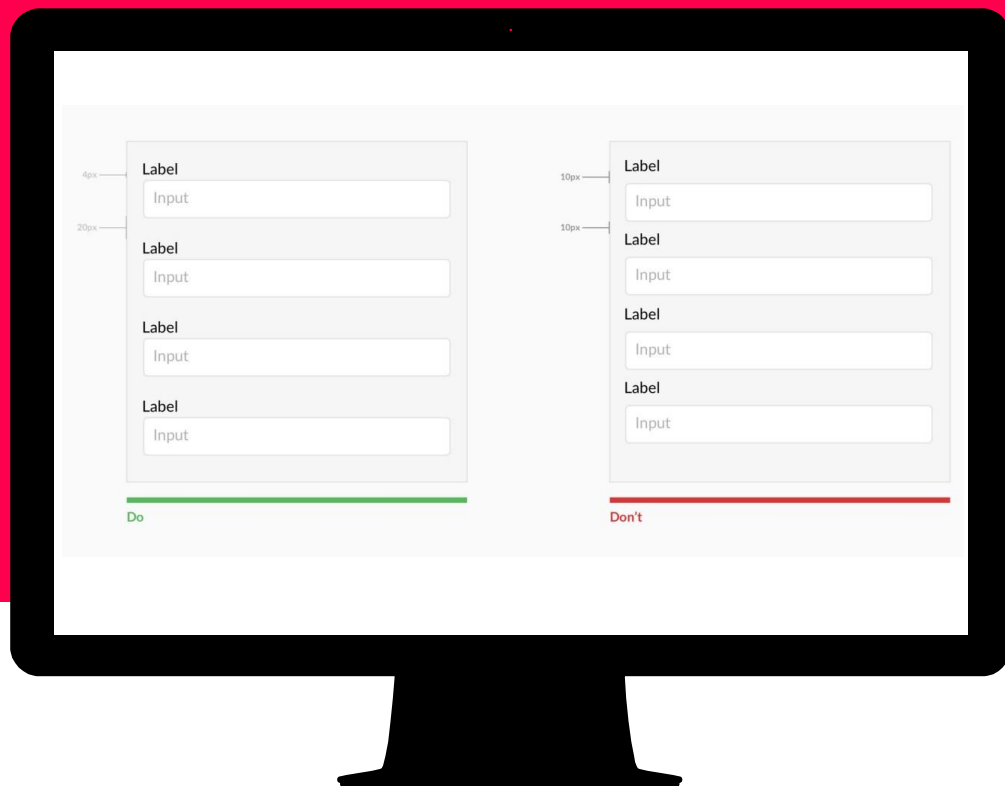 4px
20px
Label
Input
Label
Input
Label
Input
Label
Input
Do
10px
10px
Label
Input
Label
Input
Label
Input
Label
Input
Don't